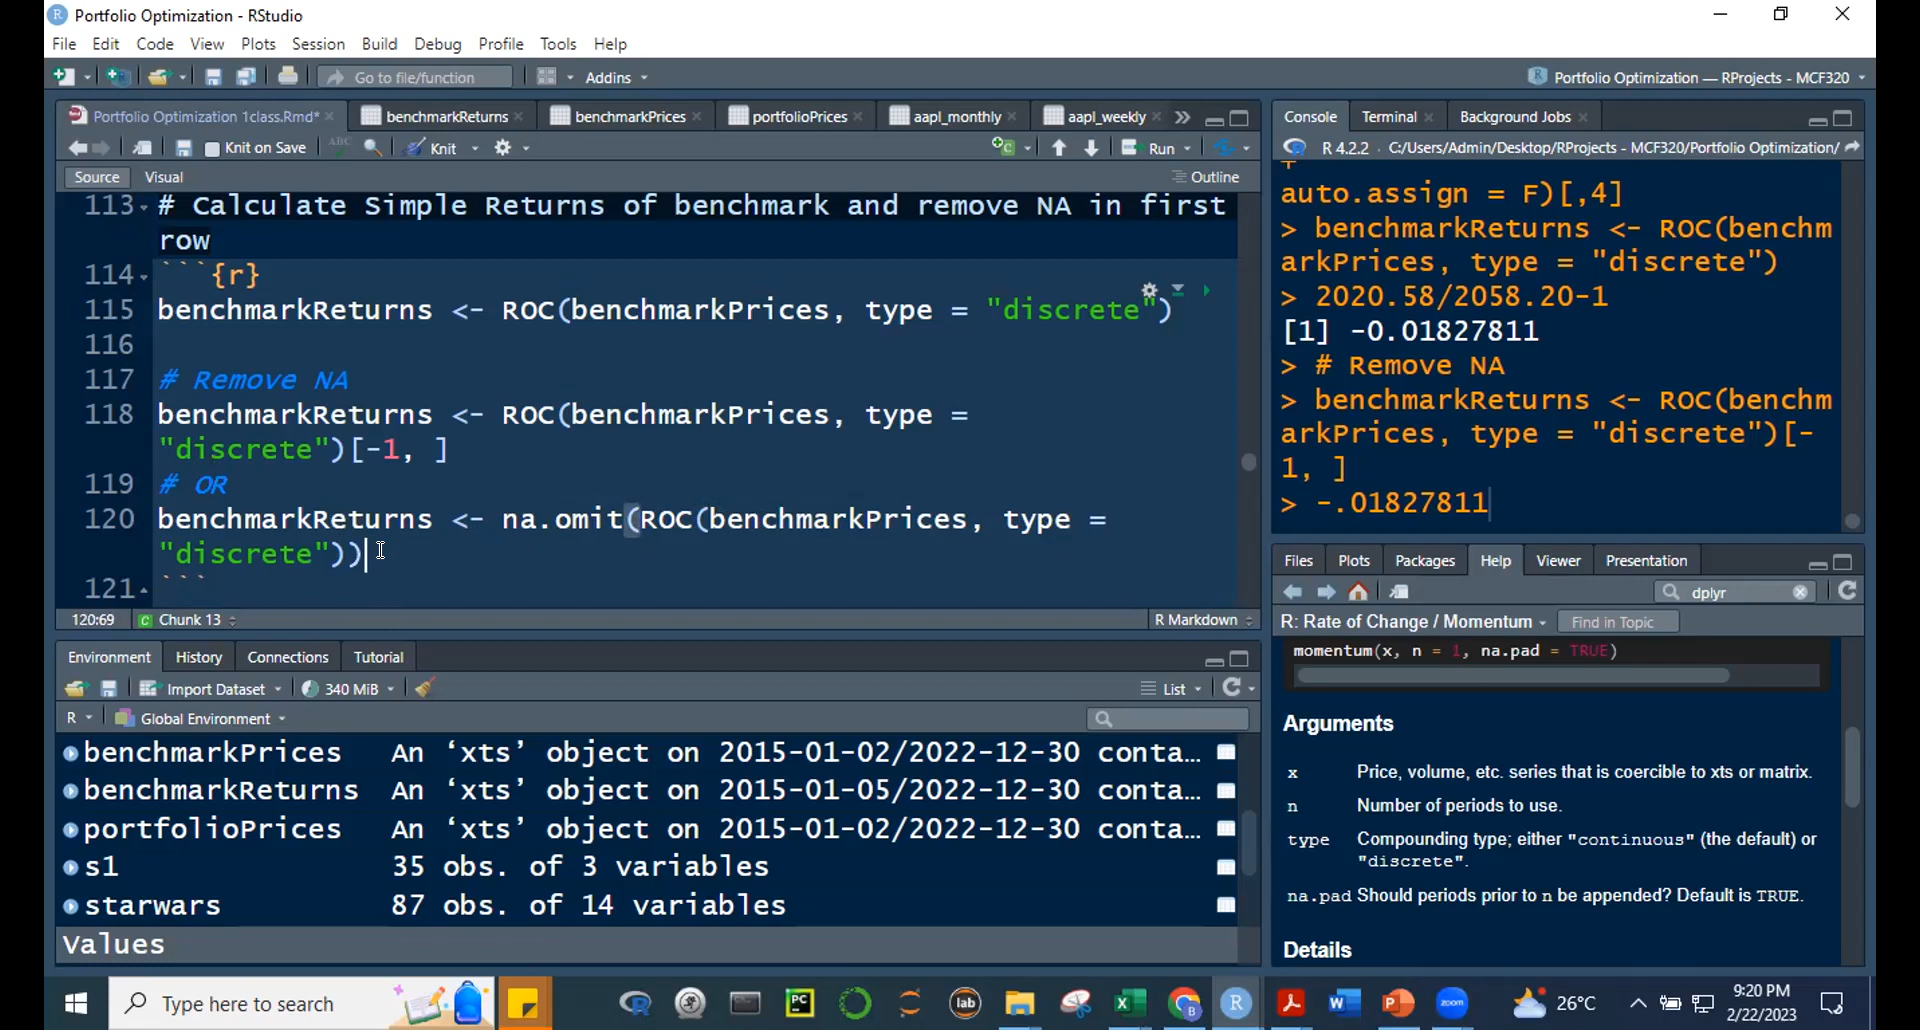 Portfolio Optimization - RStudio
File Edit Code View Plots Session Build Debug Profile Tools Help
Go to file/function Addins Portfolio Optimization — RProjects - MCF320
Portfolio Optimization 1class.Rmd* benchmarkReturns benchmarkPrices portfolioPrices aapl_monthly aapl_weekly
Knit on Save ABC Knit Run
Source Visual Outline
113 # Calculate Simple Returns of benchmark and remove NA in first
row
114 ```{r}
115 benchmarkReturns <- ROC(benchmarkPrices, type = "discrete")
116
117 # Remove NA
118 benchmarkReturns <- ROC(benchmarkPrices, type =
"discrete")[-1, ]
119 # OR
120 benchmarkReturns <- na.omit(ROC(benchmarkPrices, type =
"discrete"))
121 ```
120:69 Chunk 13 R Markdown
Environment History Connections Tutorial
Import Dataset 340 MiB List
R Global Environment
benchmarkPrices An ‘xts’ object on 2015-01-02/2022-12-30 conta…
benchmarkReturns An ‘xts’ object on 2015-01-05/2022-12-30 conta…
portfolioPrices An ‘xts’ object on 2015-01-02/2022-12-30 conta…
s1 35 obs. of 3 variables
starwars 87 obs. of 14 variables
Values
Console Terminal Background Jobs
R 4.2.2 · C:/Users/Admin/Desktop/RProjects - MCF320/Portfolio Optimization/
+
auto.assign = F)[,4]
> benchmarkReturns <- ROC(benchm
arkPrices, type = "discrete")
> 2020.58/2058.20-1
[1] -0.01827811
> # Remove NA
> benchmarkReturns <- ROC(benchm
arkPrices, type = "discrete")[-
1, ]
> -.01827811
Files Plots Packages Help Viewer Presentation
dplyr
R: Rate of Change / Momentum Find in Topic
momentum(x, n = 1, na.pad = TRUE)
Arguments
x Price, volume, etc. series that is coercible to xts or matrix.
n Number of periods to use.
type Compounding type; either "continuous" (the default) or
"discrete".
na.pad Should periods prior to n be appended? Default is TRUE.
Details
Type here to search PC lab zoom 26°C 9:20 PM
2/22/2023